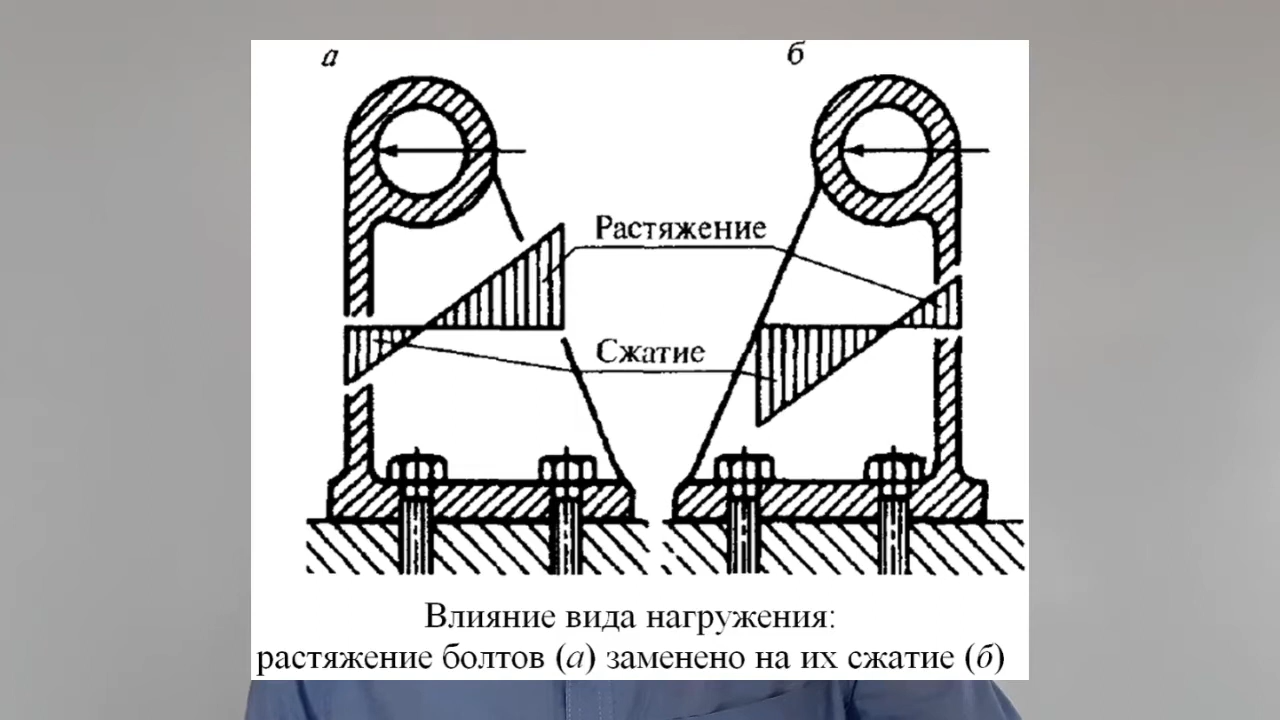 а б
Растяжение
Сжатие
Влияние вида нагружения:
растяжение болтов (а) заменено на их сжатие (б)